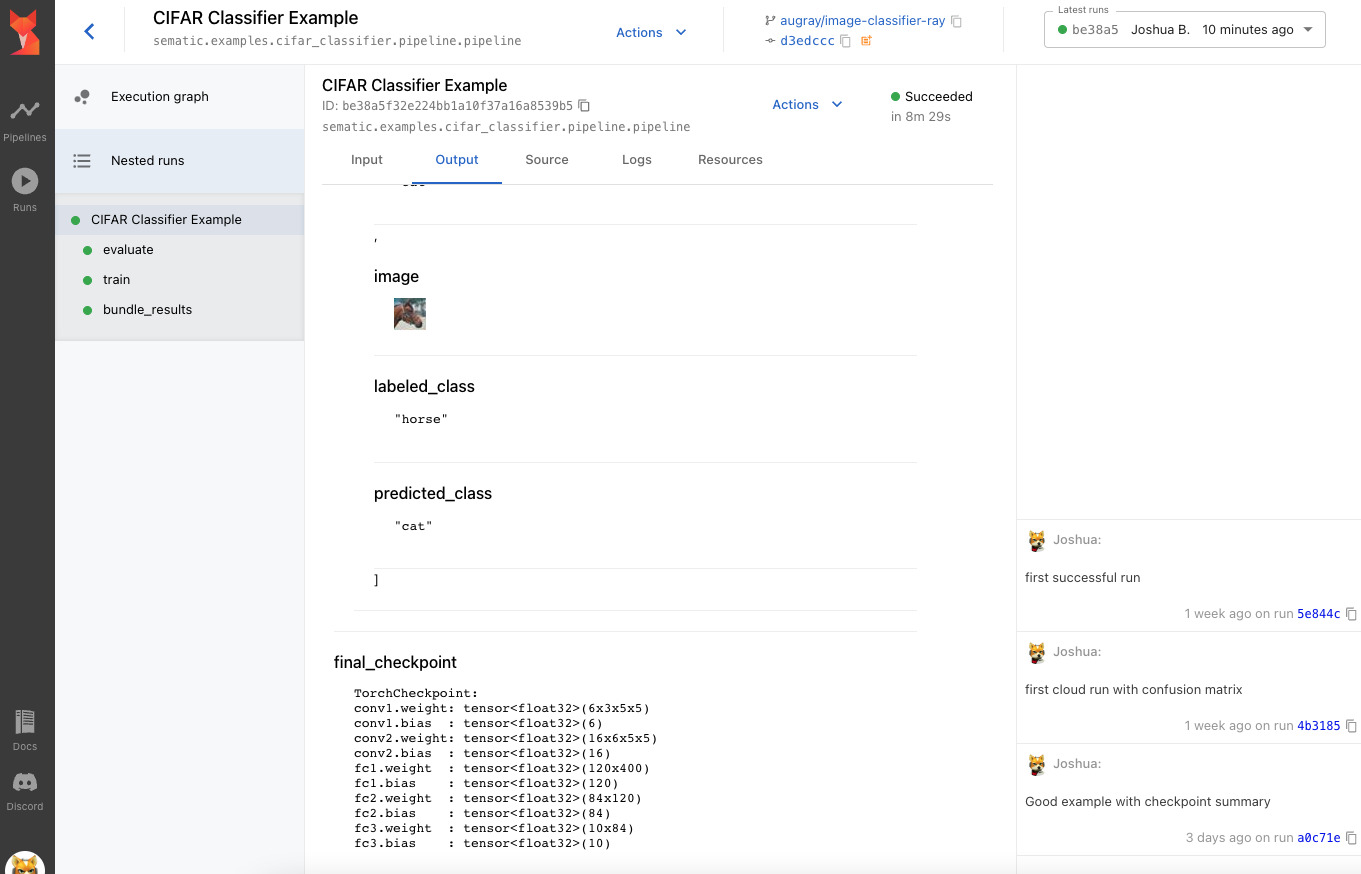 CIFAR Classifier Example
sematic.examples.cifar_classifier.pipeline.pipeline
Actions
augray/image-classifier-ray
d3edccc
Latest runs
be38a5 Joshua B. 10 minutes ago
Pipelines
Runs
Docs
Discord
Execution graph
Nested runs
CIFAR Classifier Example
evaluate
train
bundle_results
CIFAR Classifier Example
ID: be38a5f32e224bb1a10f37a16a8539b5
sematic.examples.cifar_classifier.pipeline.pipeline
Actions
Succeeded
in 8m 29s
Input Output Source Logs Resources
,
image
labeled_class
"horse"
predicted_class
"cat"
]
final_checkpoint
TorchCheckpoint:
conv1.weight: tensor<float32>(6x3x5x5)
conv1.bias  : tensor<float32>(6)
conv2.weight: tensor<float32>(16x6x5x5)
conv2.bias  : tensor<float32>(16)
fc1.weight  : tensor<float32>(120x400)
fc1.bias    : tensor<float32>(120)
fc2.weight  : tensor<float32>(84x120)
fc2.bias    : tensor<float32>(84)
fc3.weight  : tensor<float32>(10x84)
fc3.bias    : tensor<float32>(10)
Joshua:
first successful run
1 week ago on run 5e844c
Joshua:
first cloud run with confusion matrix
1 week ago on run 4b3185
Joshua:
Good example with checkpoint summary
3 days ago on run a0c71e